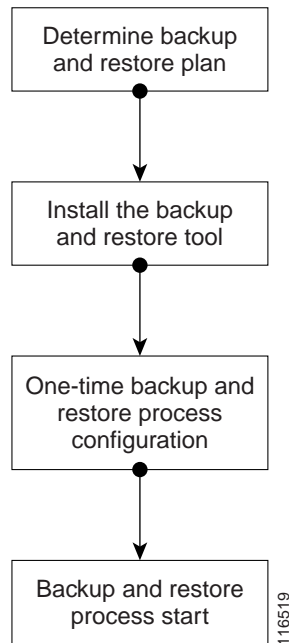 Determine backup
and restore plan
Install the backup
and restore tool
One-time backup and
restore process
configuration
Backup and restore
process start
116519